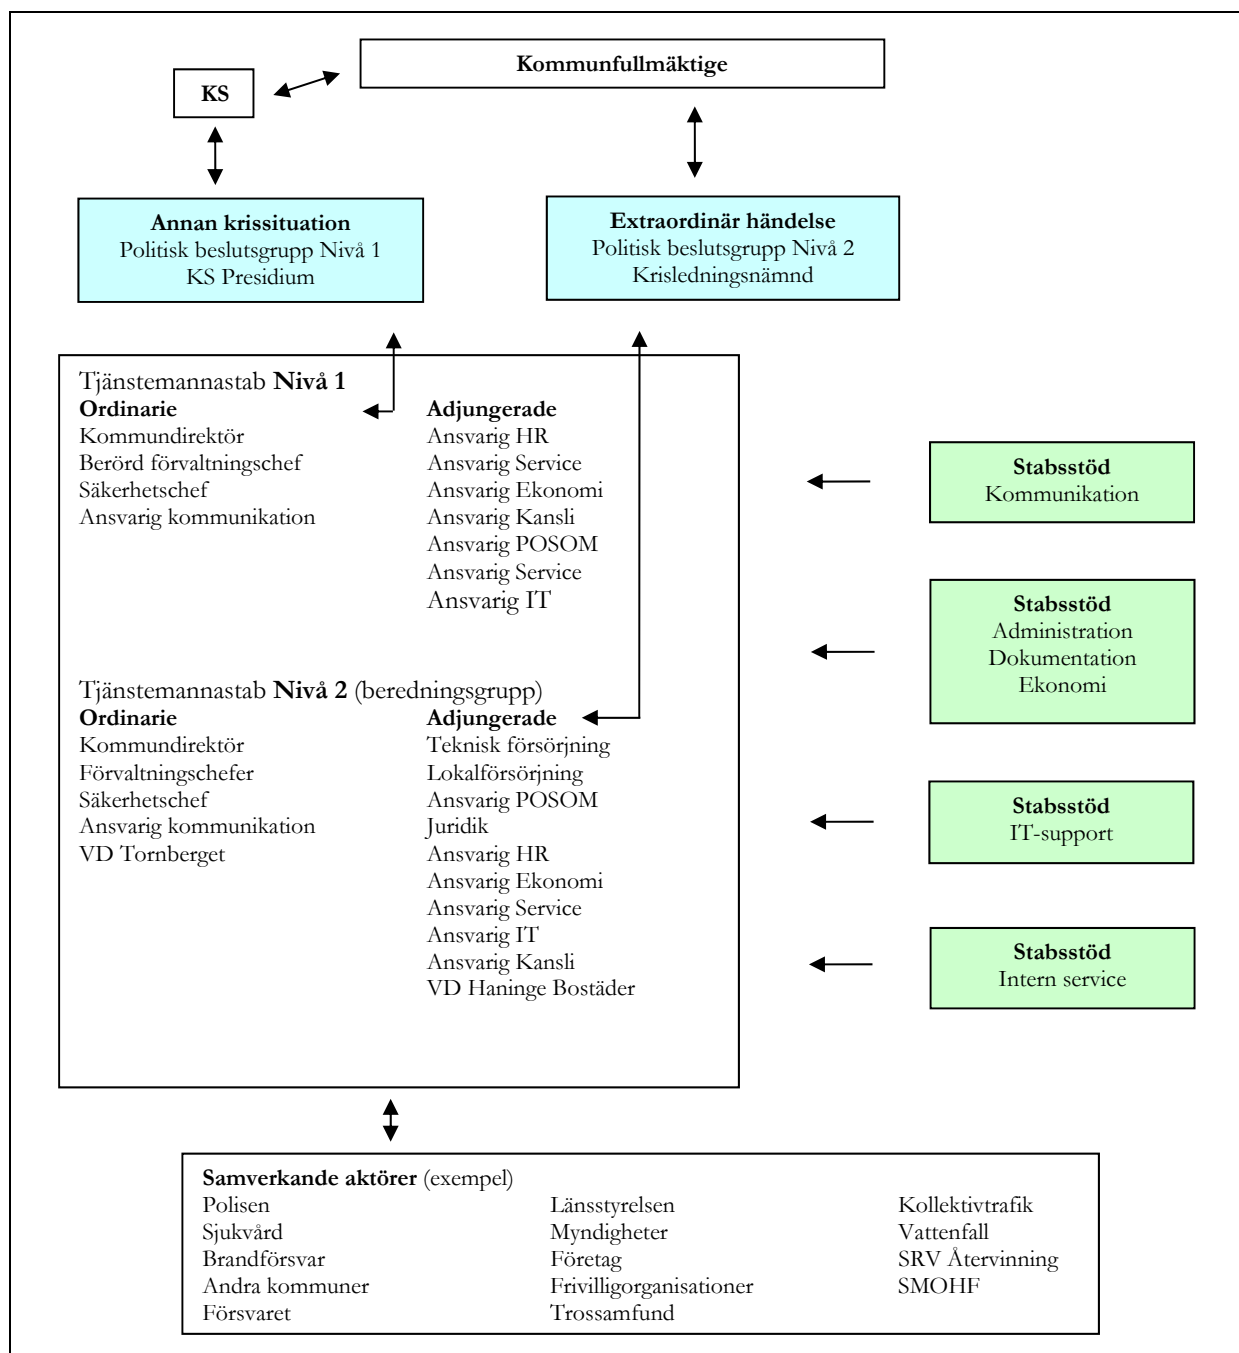 Kommunfullmäktige
KS
Annan krissituation
Politisk beslutsgrupp Nivå 1
KS Presidium
Extraordinär händelse
Politisk beslutsgrupp Nivå 2
Krisledningsnämnd
Tjänstemannastab Nivå 1
Ordinarie
Kommundirektör
Berörd förvaltningschef
Säkerhetschef
Ansvarig kommunikation
Adjungerade
Ansvarig HR
Ansvarig Service
Ansvarig Ekonomi
Ansvarig Kansli
Ansvarig POSOM
Ansvarig Service
Ansvarig IT
Tjänstemannastab Nivå 2 (beredningsgrupp)
Ordinarie
Kommundirektör
Förvaltningschefer
Säkerhetschef
Ansvarig kommunikation
VD Tornberget
Adjungerade
Teknisk försörjning
Lokalförsörjning
Ansvarig POSOM
Juridik
Ansvarig HR
Ansvarig Ekonomi
Ansvarig Service
Ansvarig IT
Ansvarig Kansli
VD Haninge Bostäder
Stabsstöd
Kommunikation
Stabsstöd
Administration
Dokumentation
Ekonomi
Stabsstöd
IT-support
Stabsstöd
Intern service
Samverkande aktörer (exempel)
Polisen
Sjukvård
Brandförsvar
Andra kommuner
Försvaret
Länsstyrelsen
Myndigheter
Företag
Frivilligorganisationer
Trossamfund
Kollektivtrafik
Vattenfall
SRV Återvinning
SMOHF